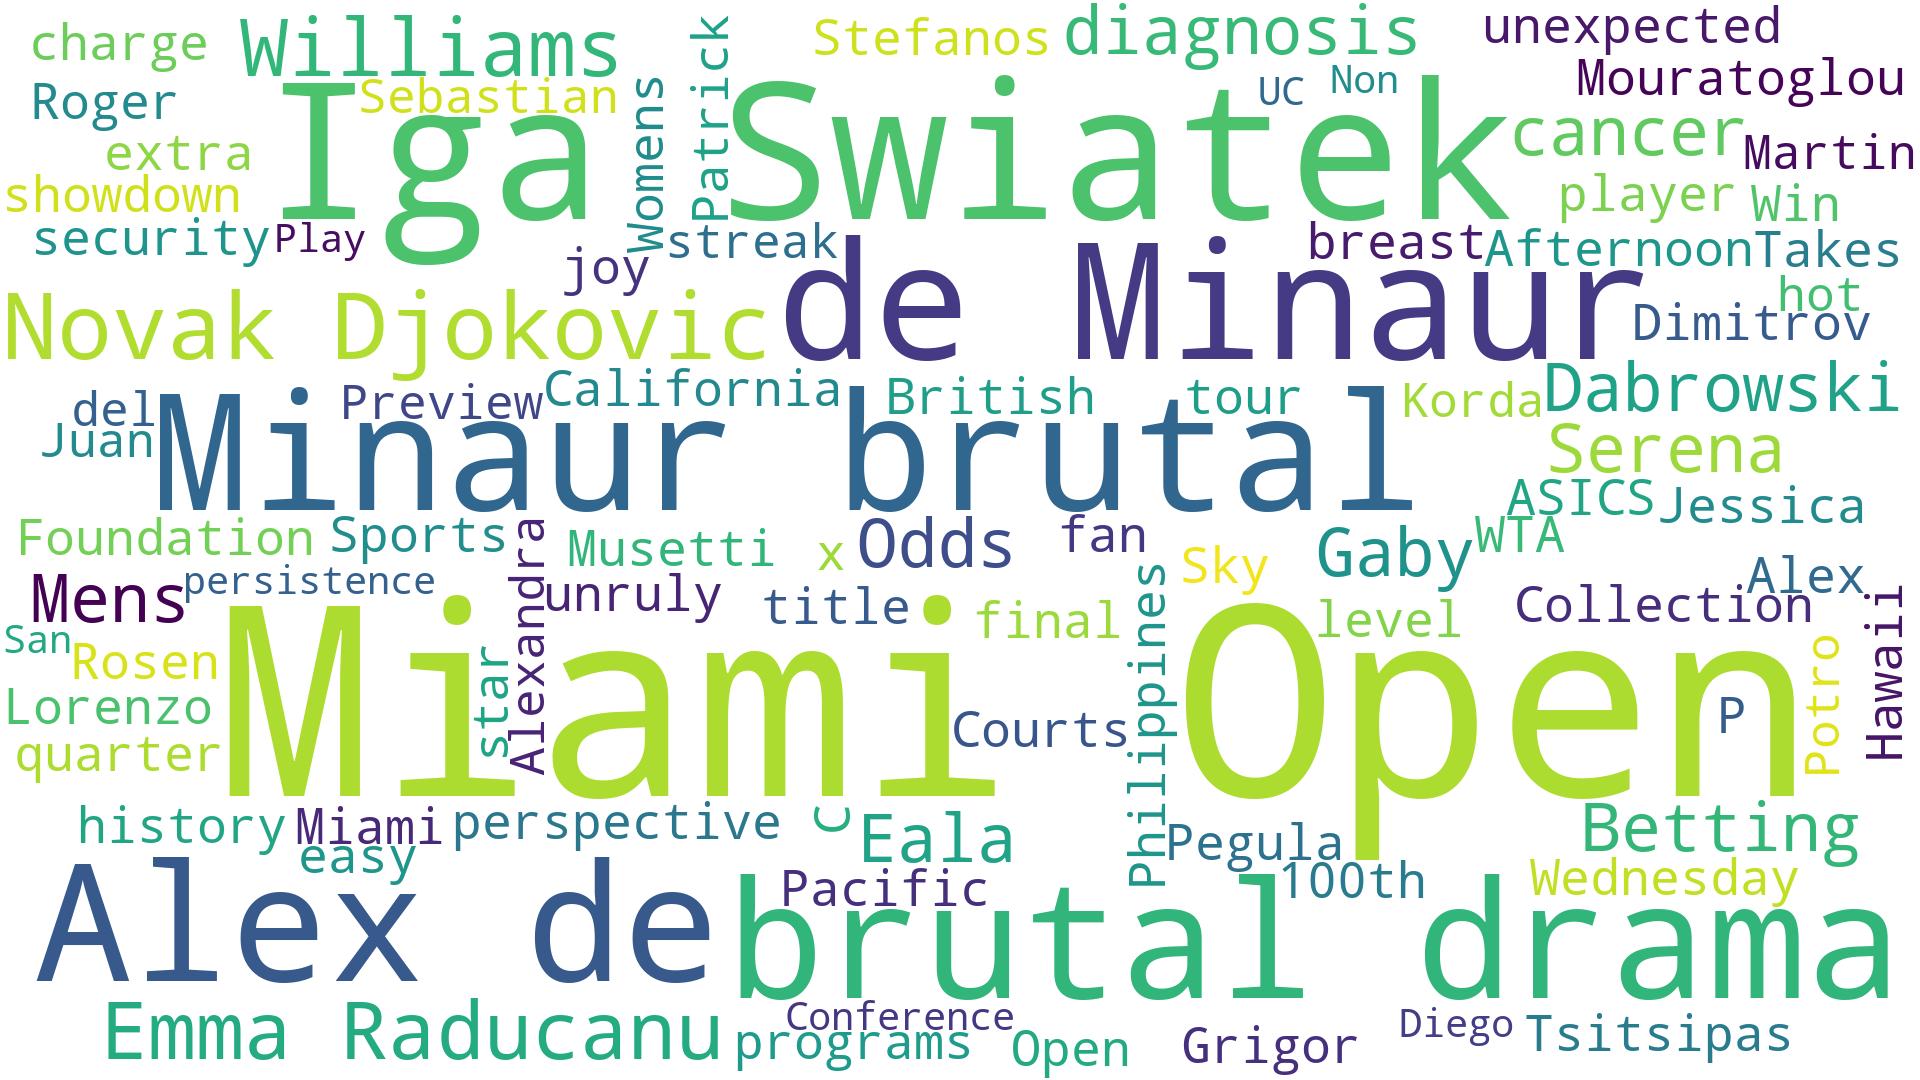 charge
Williams
Patrick
Stefanos
diagnosis
unexpected
Roger
Sebastian
Womens
UC
Non
Mouratoglou
Iga
Swiatek
extra
cancer
Martin
showdown
player
Win
security
Play
streak
joy
breast
Afternoon
Takes
de Minaur
hot
Novak Djokovic
Dimitrov
del
Preview
California
British
tour
Korda
Dabrowski
Juan
Minaur brutal
Serena
ASICS
Jessica
Foundation
Sports
Alexandra
Musetti
x
Odds
fan
Gaby
WTA
Sky
Mens
persistence
unruly
title
final
Philippines
level
Collection
Alex
Hawaii
San
Rosen
star
Miami Open
Potro
Lorenzo
Courts
P
quarter
history
Miami
perspective
C
Eala
Pegula
Betting
easy
100th
Wednesday
Pacific
Alex de
brutal drama
Emma Raducanu
Conference
programs
Open
Grigor
Diego
Tsitsipas